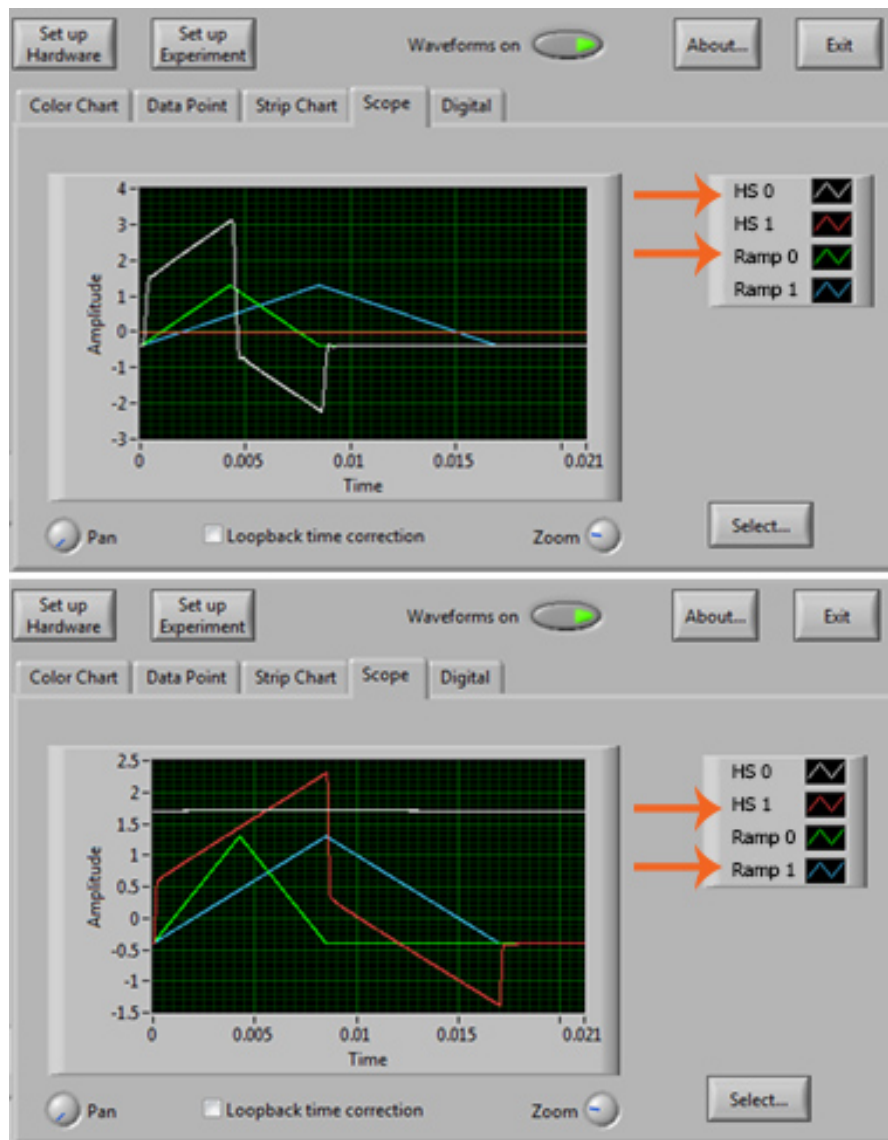 Set up
Hardware
Set up
Experiment
Waveforms on
About...
Exit
Color Chart
Data Point
Strip Chart
Scope
Digital
4
3
2
1
0
-1
-2
-3
Amplitude
0
0.005
0.01
0.015
0.021
Time
HS 0
HS 1
Ramp 0
Ramp 1
Pan
Loopback time correction
Zoom
Select...
Set up
Hardware
Set up
Experiment
Waveforms on
About...
Exit
Color Chart
Data Point
Strip Chart
Scope
Digital
2.5
2
1.5
1
0.5
0
-0.5
-1
-1.5
Amplitude
0
0.005
0.01
0.015
0.021
Time
HS 0
HS 1
Ramp 0
Ramp 1
Pan
Loopback time correction
Zoom
Select...